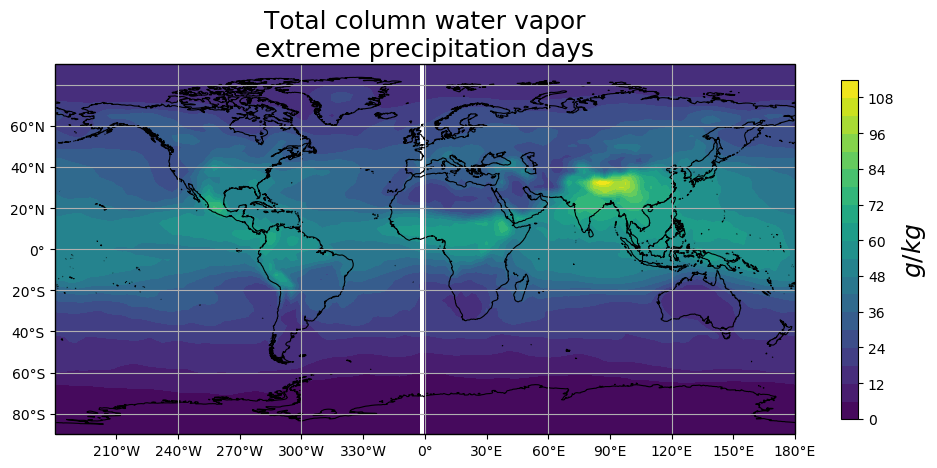 Total column water vapor
extreme precipitation days
60°N
40°N
20°N
0°
20°S
40°S
60°S
80°S
210°W 240°W 270°W 300°W 330°W 0° 30°E 60°E 90°E 120°E 150°E 180°E
108
96
84
72
60
48
36
24
12
0
g/kg